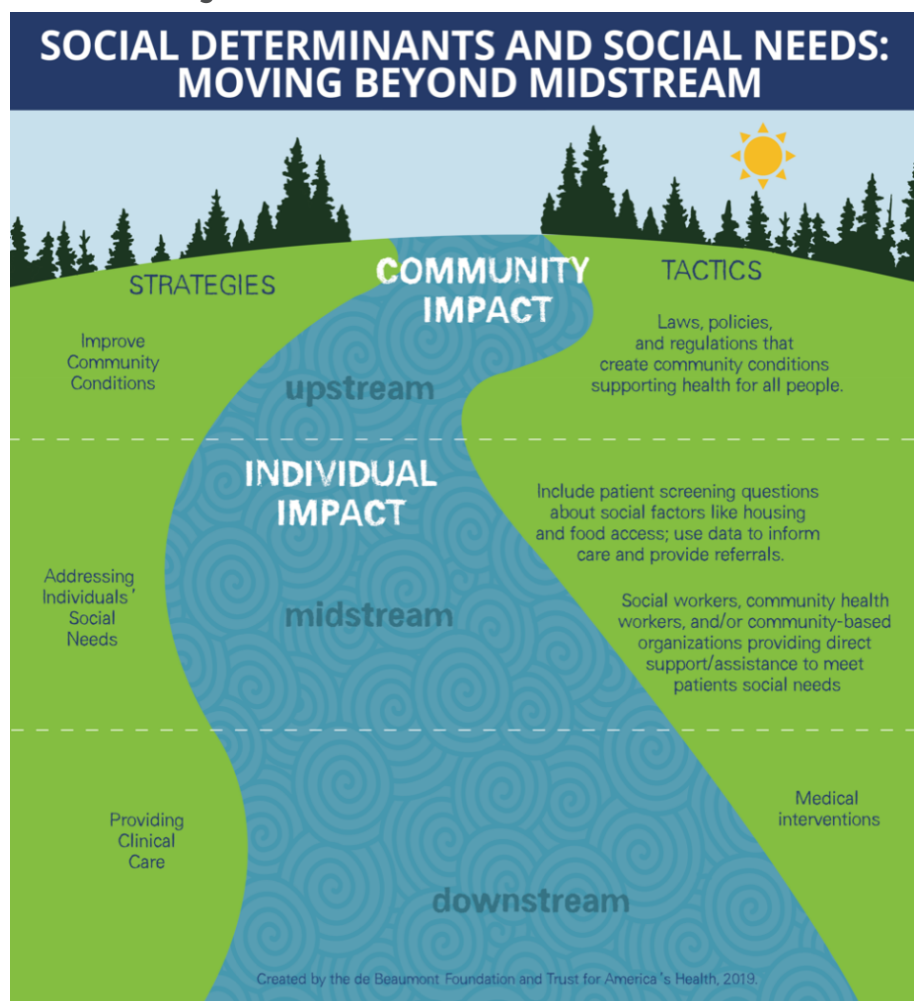 SOCIAL DETERMINANTS AND SOCIAL NEEDS:
MOVING BEYOND MIDSTREAM
STRATEGIES
COMMUNITY
IMPACT
TACTICS
Improve
Community
Conditions
upstream
Laws, policies,
and regulations that
create community conditions
supporting health for all people.
INDIVIDUAL
IMPACT
Include patient screening questions
about social factors like housing
and food access; use data to inform
care and provide referrals.
Addressing
Individuals'
Social
Needs
midstream
Social workers, community health
workers, and/or community-based
organizations providing direct
support/assistance to meet
patients social needs
Providing
Clinical
Care
Medical
interventions
downstream
Created by the de Beaumont Foundation and Trust for America's Health, 2019.